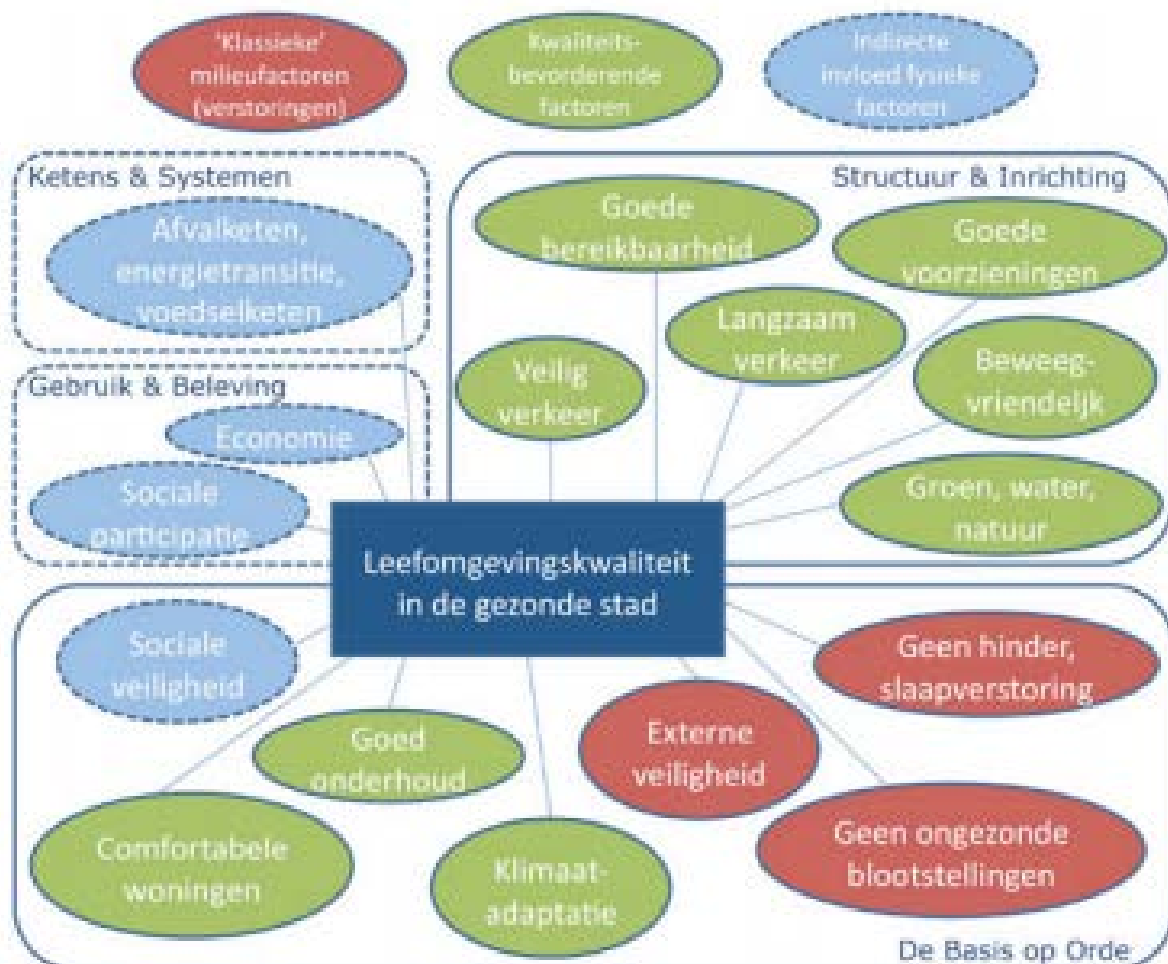 'Klassieke'
milieufactoren
(verstoringen)
Kwaliteits-
bevorderende
factoren
Indirecte
invloed fysieke
factoren
Ketens & Systemen
Afvalketen,
energietransitie,
voedselketen
Structuur & Inrichting
Goede
bereikbaarheid
Goede
voorzieningen
Langzaam
verkeer
Veilig
verkeer
Beweeg-
vriendelijk
Groen, water,
natuur
Gebruik & Beleving
Economie
Sociale
participatie
Leefomgevingskwaliteit
in de gezonde stad
Sociale
veiligheid
Goed
onderhoud
Comfortabele
woningen
Klimaat-
adaptatie
Externe
veiligheid
Geen hinder,
slaapverstoring
Geen ongezonde
blootstellingen
De Basis op Orde